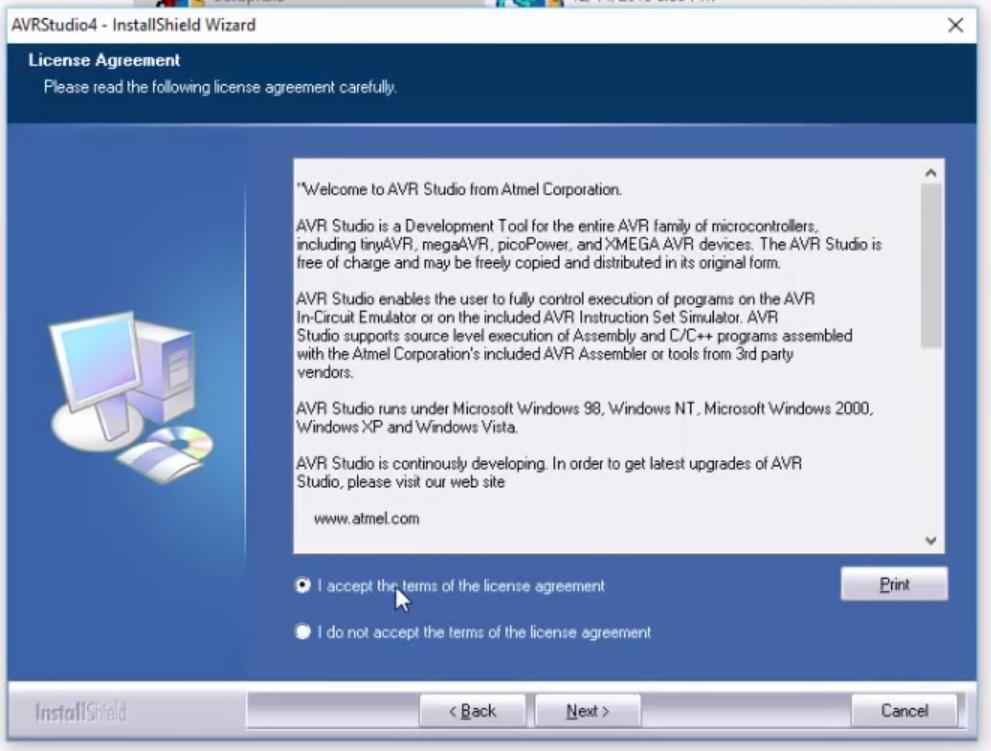 AVRStudio4 - InstallShield Wizard
License Agreement
Please read the following license agreement carefully.
"Welcome to AVR Studio from Atmel Corporation.
AVR Studio is a Development Tool for the entire AVR family of microcontrollers,
including tinyAVR, megaAVR, picoPower, and XMEGA AVR devices. The AVR Studio is
free of charge and may be freely copied and distributed in its original form.
AVR Studio enables the user to fully control execution of programs on the AVR
In-Circuit Emulator or on the included AVR Instruction Set Simulator. AVR
Studio supports source level execution of Assembly and C/C++ programs assembled
with the Atmel Corporation's included AVR Assembler or tools from 3rd party
vendors.
AVR Studio runs under Microsoft Windows 98, Windows NT, Microsoft Windows 2000,
Windows XP and Windows Vista.
AVR Studio is continously developing. In order to get latest upgrades of AVR
Studio, please visit our web site
www.atmel.com
I accept the terms of the license agreement
Print
I do not accept the terms of the license agreement
InstallShield
< Back
Next >
Cancel